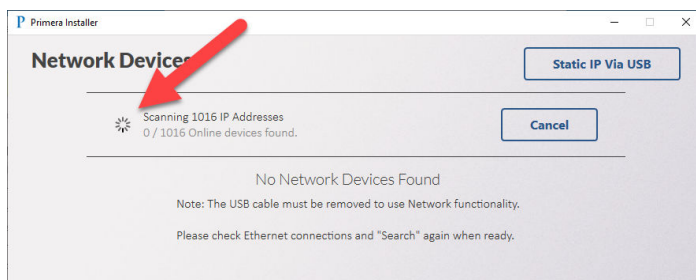 P Primera Installer
Network Devices
Static IP Via USB
Scanning 1016 IP Addresses
0 / 1016 Online devices found.
Cancel
No Network Devices Found
Note: The USB cable must be removed to use Network functionality.
Please check Ethernet connections and "Search" again when ready.